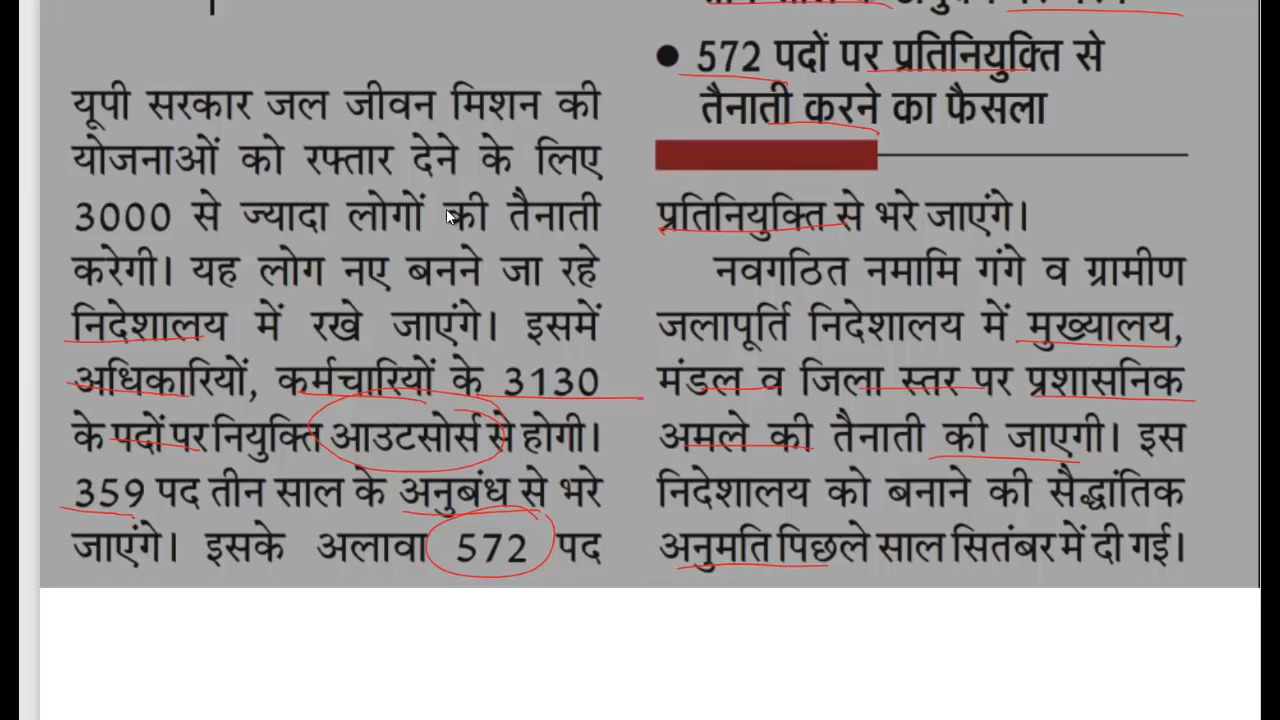 यूपी सरकार जल जीवन मिशन की
योजनाओं को रफ्तार देने के लिए
3000 से ज्यादा लोगों की तैनाती
करेगी। यह लोग नए बनने जा रहे
निदेशालय में रखे जाएंगे। इसमें
अधिकारियों, कर्मचारियों के 3130
के पदों पर नियुक्ति आउटसोर्स से होगी।
359 पद तीन साल के अनुबंध से भरे
जाएंगे। इसके अलावा 572 पद
● 572 पदों पर प्रतिनियुक्ति से
तैनाती करने का फैसला
प्रतिनियुक्ति से भरे जाएंगे।
नवगठित नमामि गंगे व ग्रामीण
जलापूर्ति निदेशालय में मुख्यालय,
मंडल व जिला स्तर पर प्रशासनिक
अमले की तैनाती की जाएगी। इस
निदेशालय को बनाने की सैद्धांतिक
अनुमति पिछले साल सितंबर में दी गई।